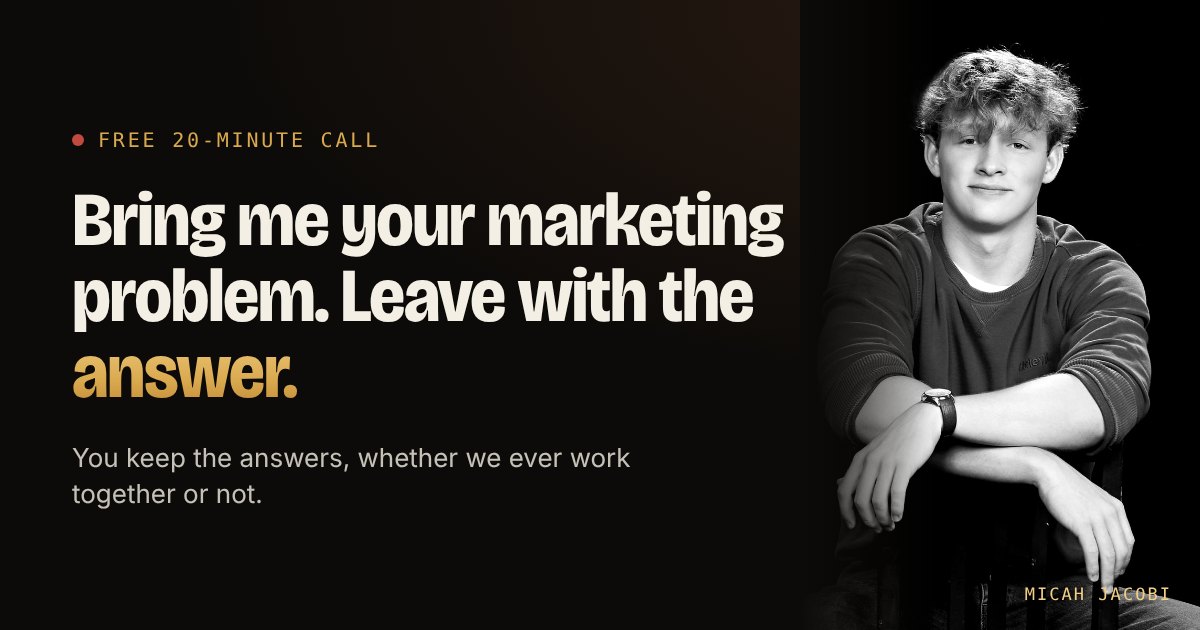 FREE 20-MINUTE CALL
Bring me your marketing
problem. Leave with the
answer.
You keep the answers, whether we ever work
together or not.
MICAH JACOBI